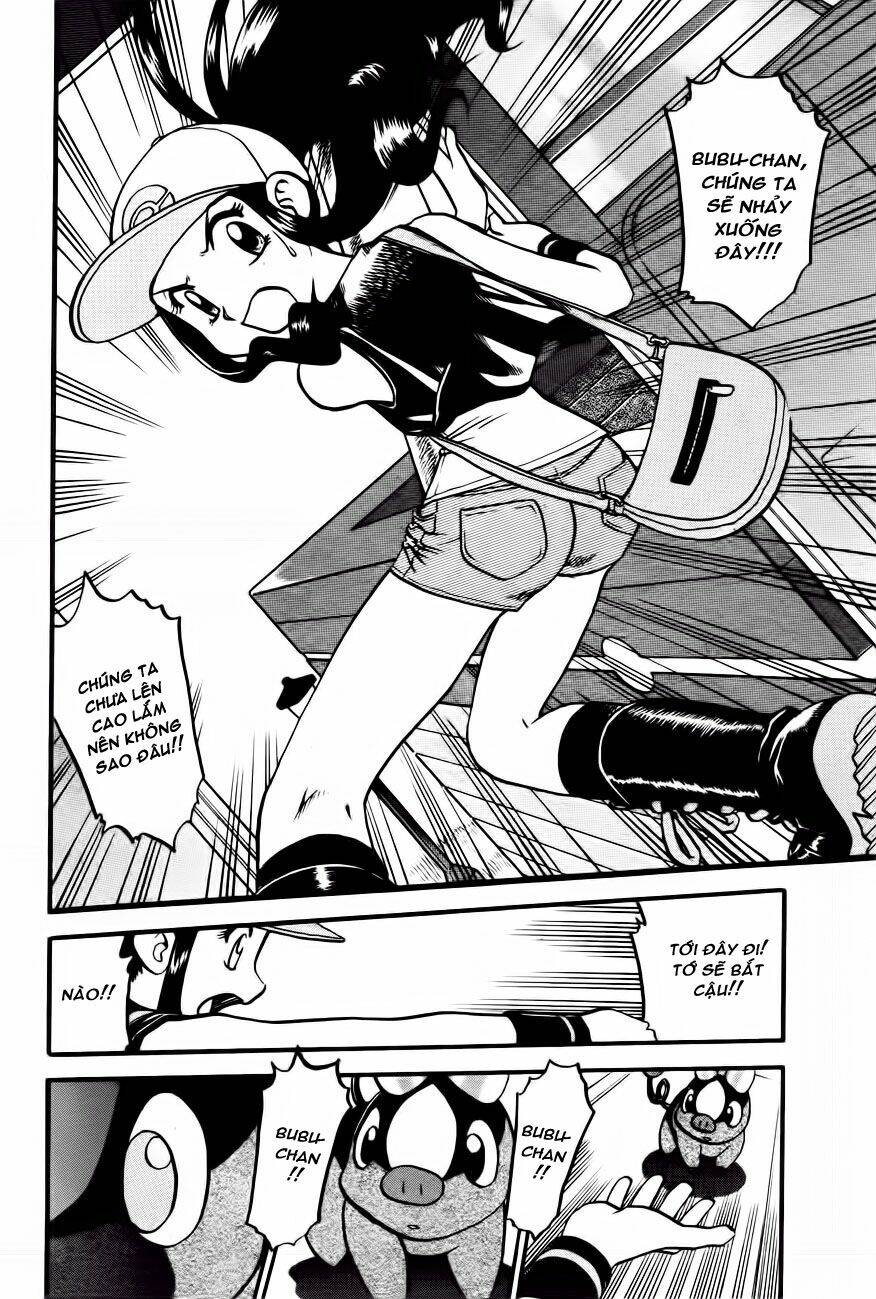 BUBU-CHAN,
CHÚNG TA
SẼ NHẢY
XUỐNG
ĐÂY!!!
CHÚNG TA
CHƯA LÊN
CAO LẮM
NÊN KHÔNG
SAO ĐÂU!!
TỚI ĐÂY ĐI!
TỚ SẼ BẮT
CẬU!!
NÀO!!
BUBU-
CHAN
!!
BUBU-
CHAN
!!